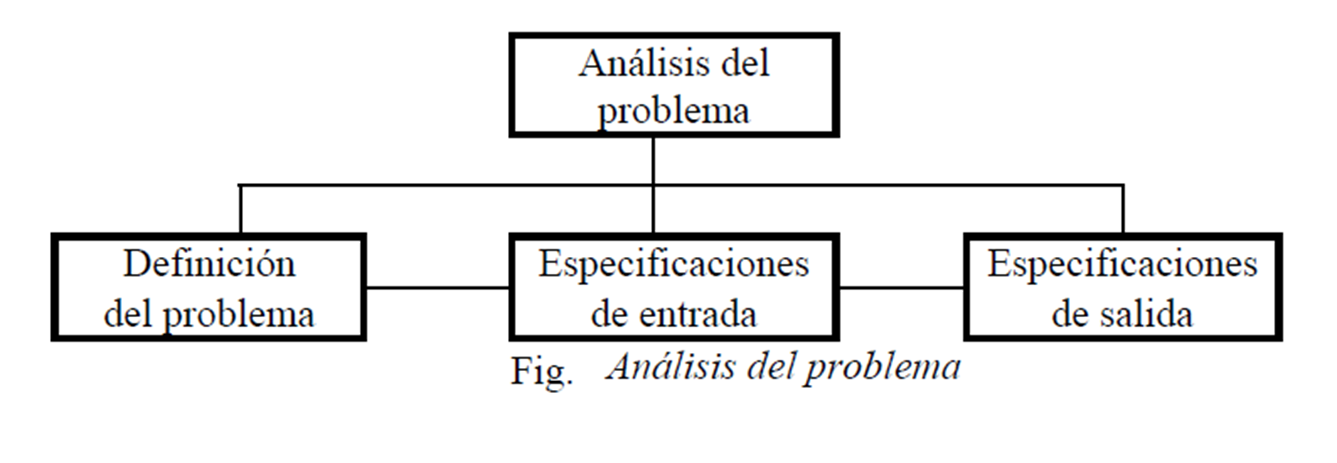 Análisis del
problema
Definición
del problema
Especificaciones
de entrada
Especificaciones
de salida
Fig. Análisis del problema